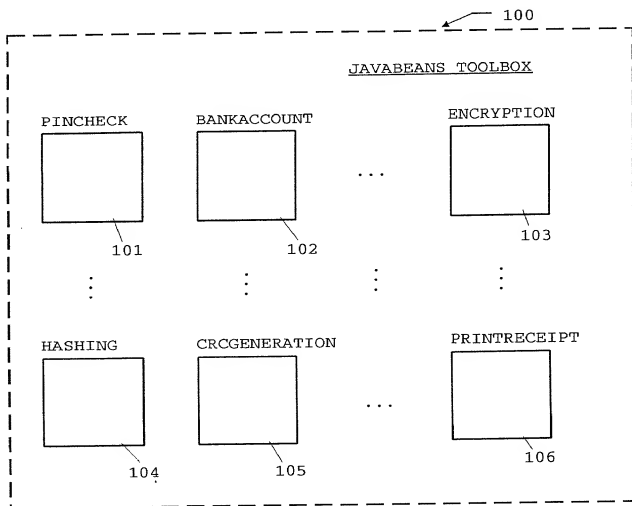 100
JAVABEANS TOOLBOX
PINCHECK BANKACCOUNT ENCRYPTION
...
101 102 103
HASHING CRCGENERATION PRINTRECEIPT
...
104 105 106